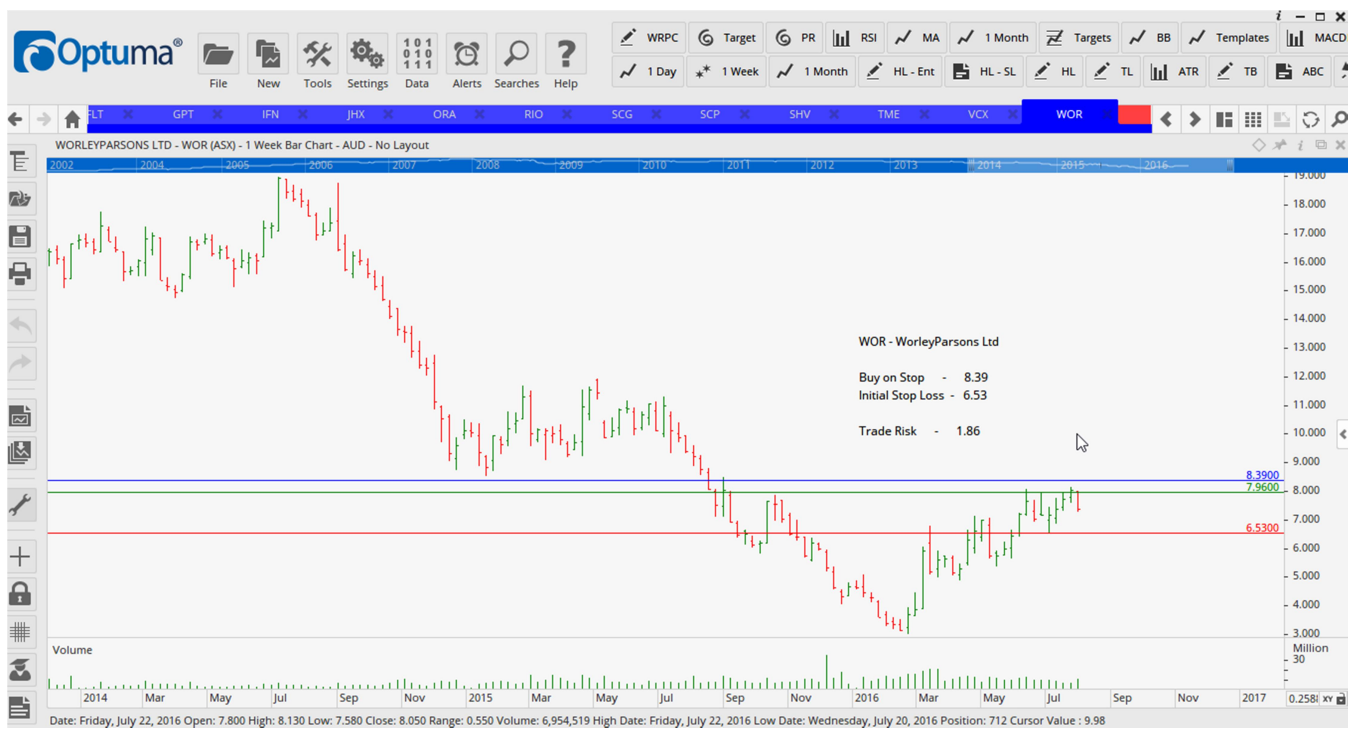 i
Optuma®
File New Tools Settings Data Alerts Searches Help
WRPC Target PR RSI MA 1 Month Targets BB Templates MACD
1 Day 1 Week 1 Month HL - Ent HL - SL HL TL ATR TB ABC
FLT GPT IFN JHX ORA RIO SCG SCP SHV TME VCX WOR
WORLEYPARSONS LTD - WOR (ASX) - 1 Week Bar Chart - AUD - No Layout
2002 2004 2005 2006 2007 2008 2009 2010 2011 2012 2013 2014 2015 2016
19.000
18.000
17.000
16.000
15.000
14.000
WOR - WorleyParsons Ltd
13.000
Buy on Stop - 8.39
12.000
Initial Stop Loss - 6.53
11.000
Trade Risk - 1.86
10.000
9.000
8.3900
7.9600
8.000
7.000
6.5300
6.000
5.000
4.000
3.000
Volume
Million
30
2014 Mar May Jul Sep Nov 2015 Mar May Jul Sep Nov 2016 Mar May Jul Sep Nov 2017
XY
Date: Friday, July 22, 2016 Open: 7.800 High: 8.130 Low: 7.580 Close: 8.050 Range: 0.550 Volume: 6,954,519 High Date: Friday, July 22, 2016 Low Date: Wednesday, July 20, 2016 Position: 712 Cursor Value : 9.98